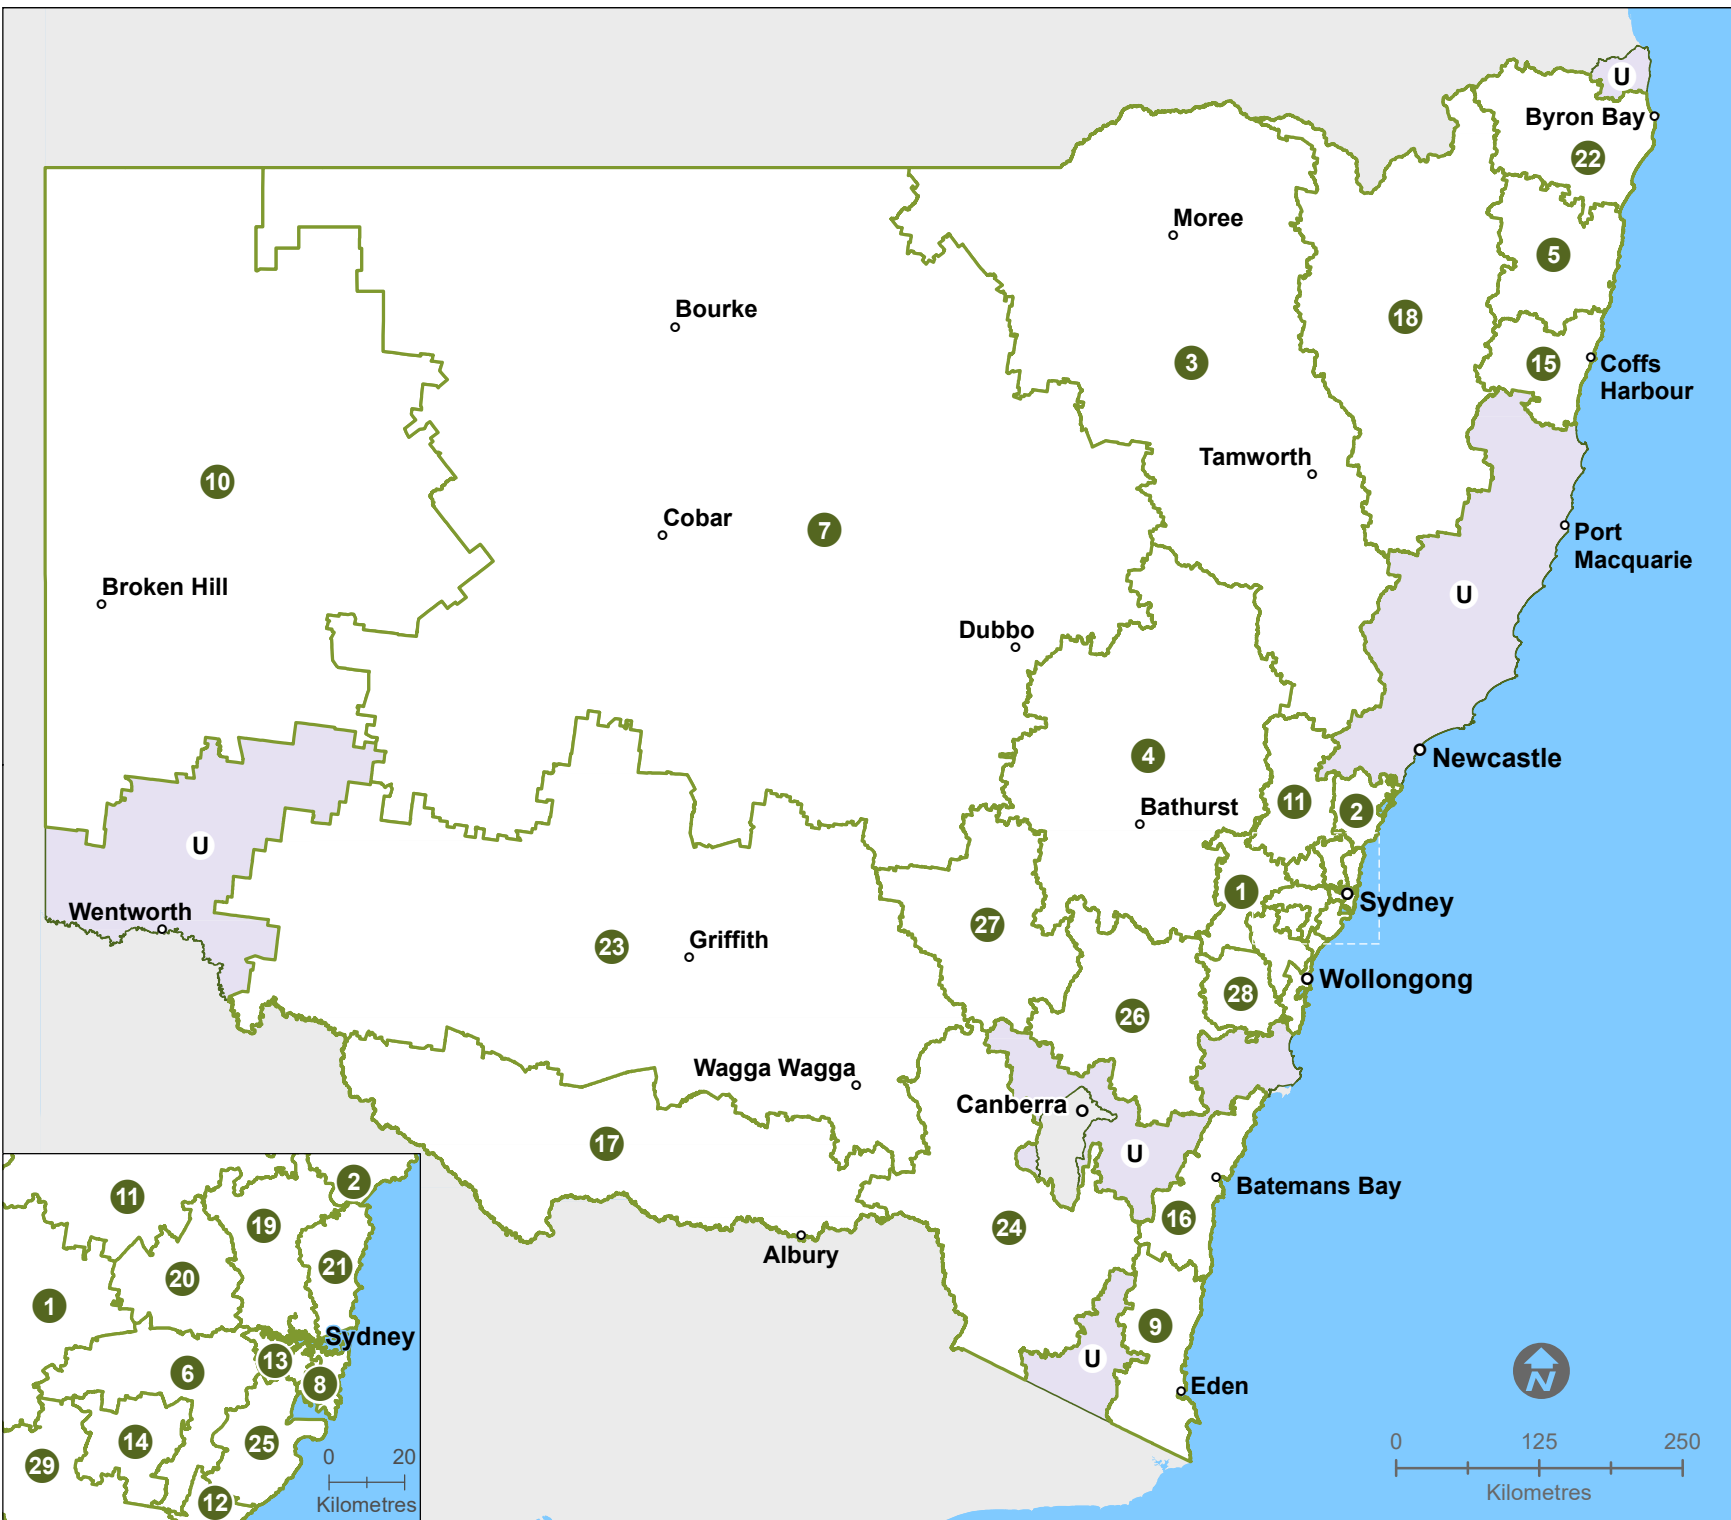 U
Byron Bay
22
Moree
5
Bourke
18
3
15
Coffs
Harbour
Tamworth
10
Cobar
7
Port
Macquarie
Broken Hill
U
Dubbo
4
Newcastle
11
2
Bathurst
U
1
Sydney
Wentworth
27
23
Griffith
Wollongong
28
26
Wagga Wagga
Canberra
17
U
Batemans Bay
16
24
Albury
9
U
Eden
N
0 125 250
Kilometres
2
11
19
21
20
1
Sydney
13
6
8
14
25
29
0 20
12
Kilometres